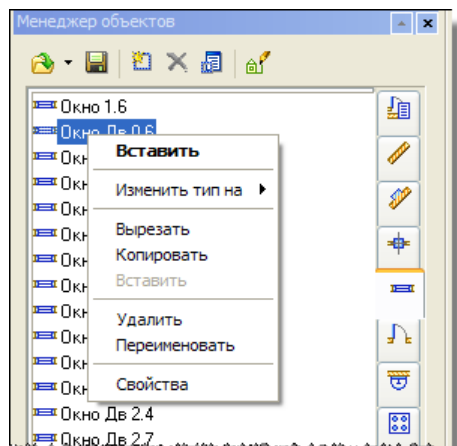 Менеджер объектов
Окно 1.6
Окно Дв 0.6
Вставить
Изменить тип на
Вырезать
Копировать
Вставить
Удалить
Переименовать
Свойства
Окно Дв 2.4
Окно Дв 2.7